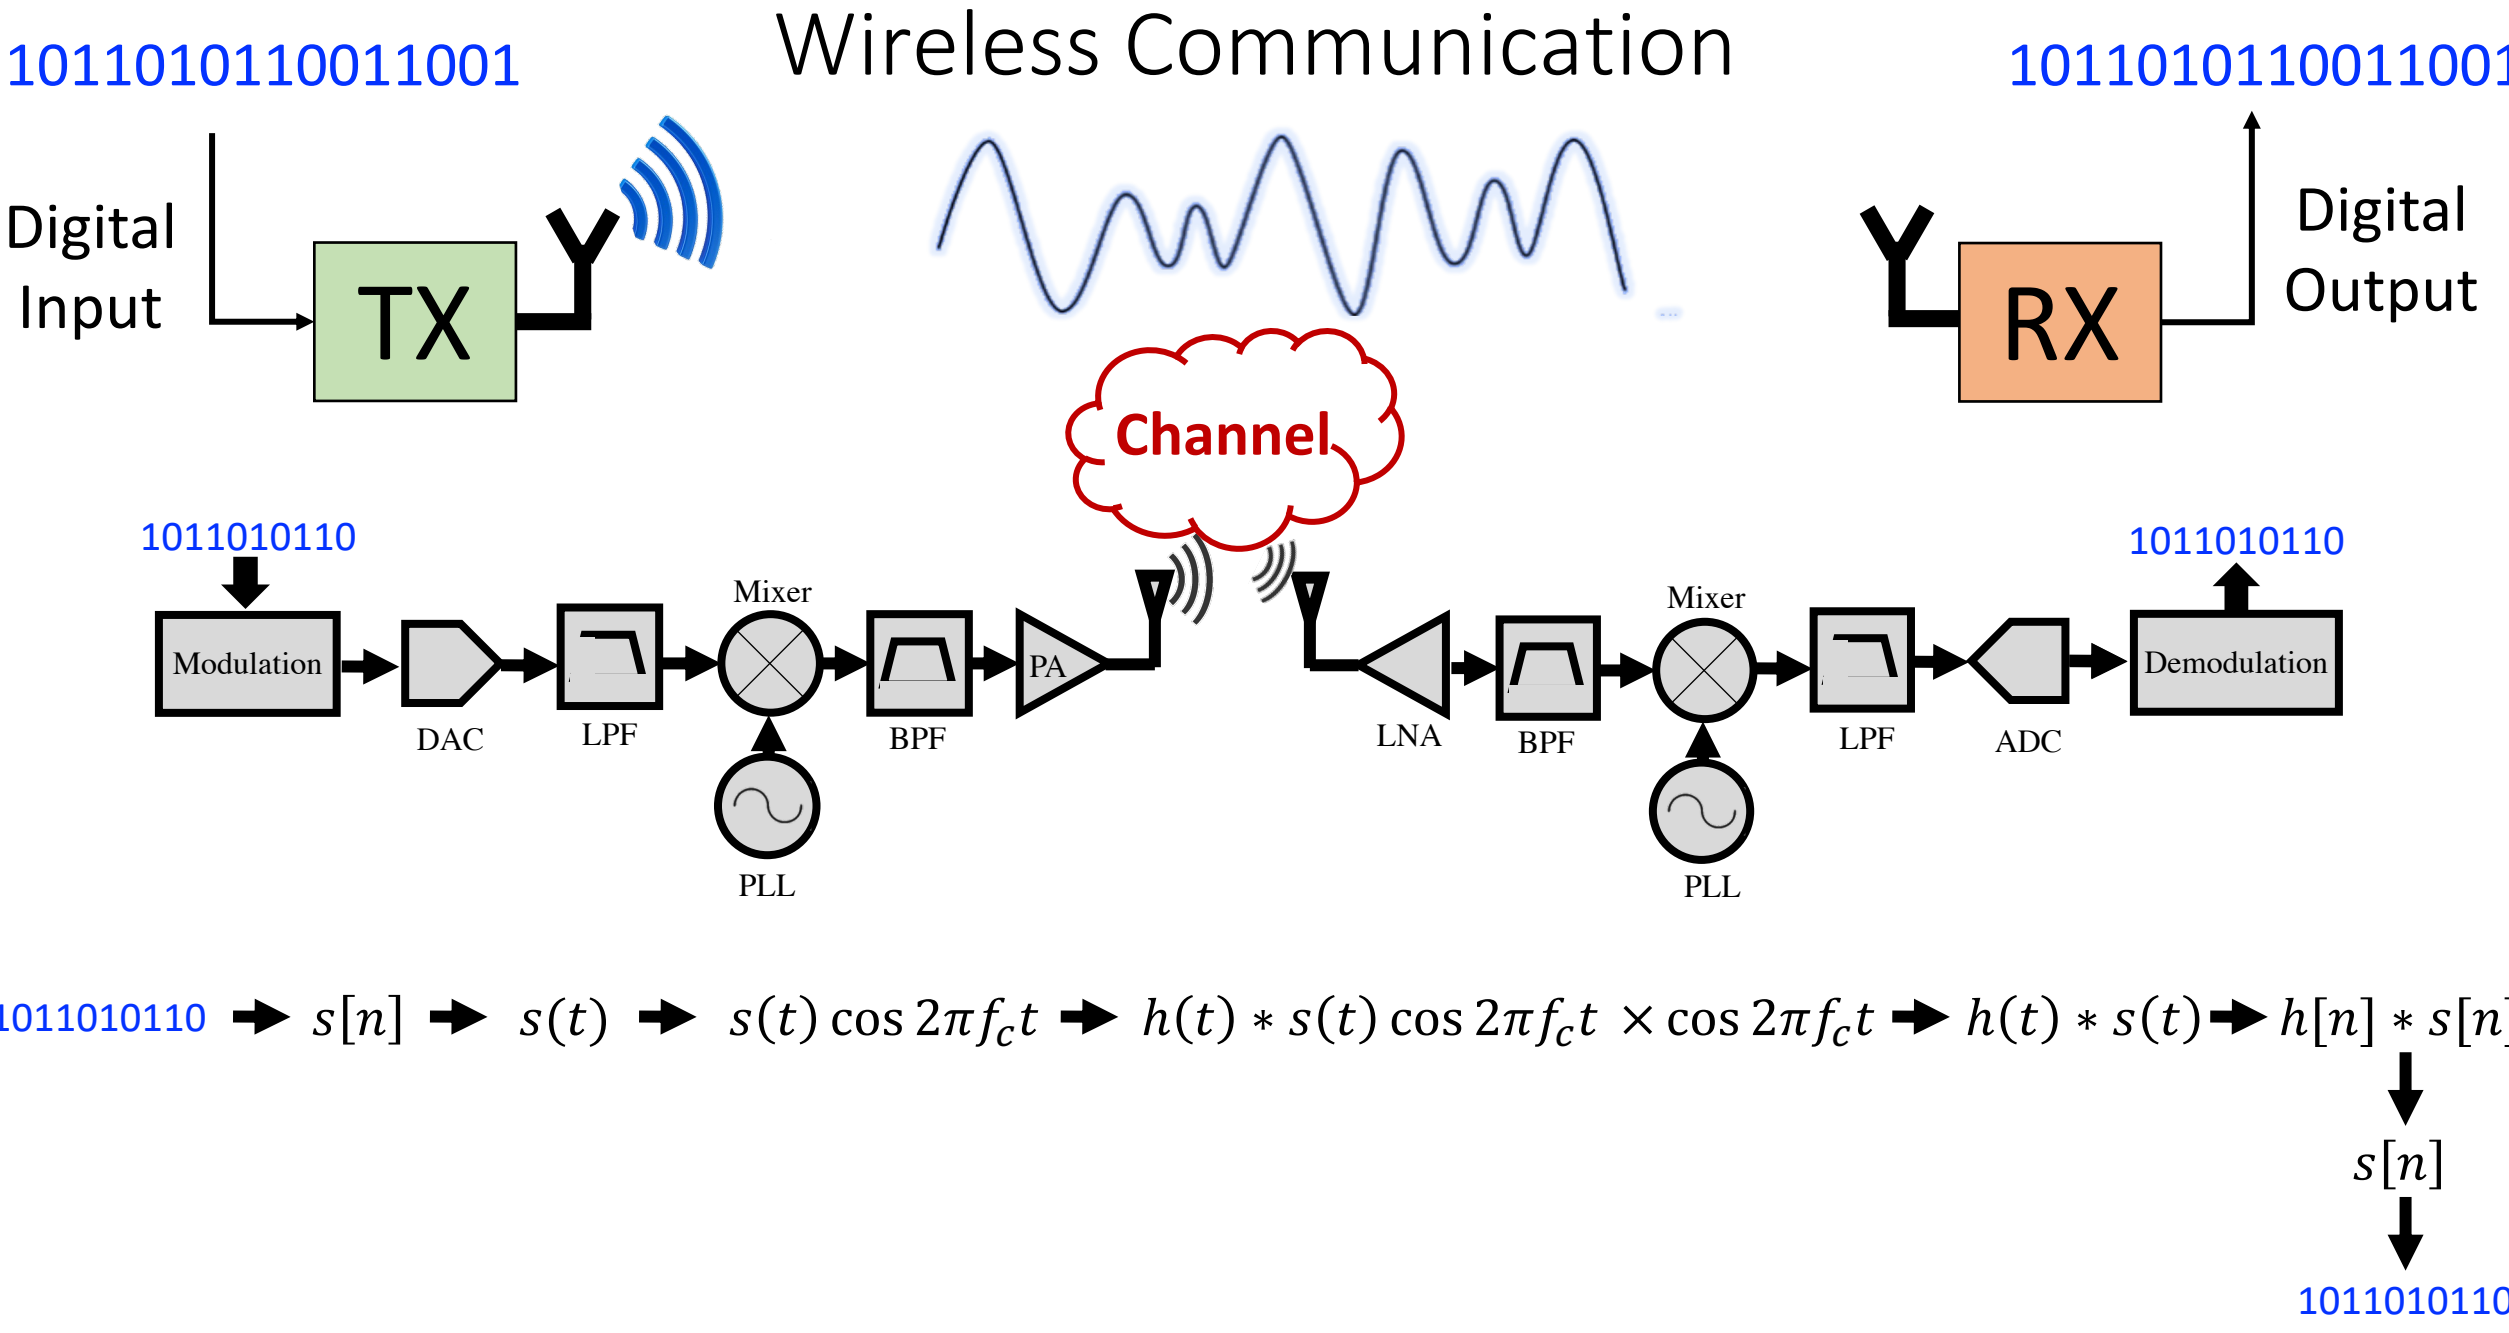 Wireless Communication
1011010110011001
1011010110011001
Digital
Input
TX
RX
Digital
Output
Channel
1011010110
1011010110
Modulation
DAC
LPF
Mixer
PLL
BPF
PA
LNA
BPF
Mixer
PLL
LPF
ADC
Demodulation
1011010110 s[n] s(t) s(t) cos 2πf_c t h(t) ∗ s(t) cos 2πf_c t × cos 2πf_c t h(t) ∗ s(t) h[n] ∗ s[n]
s[n]
1011010110